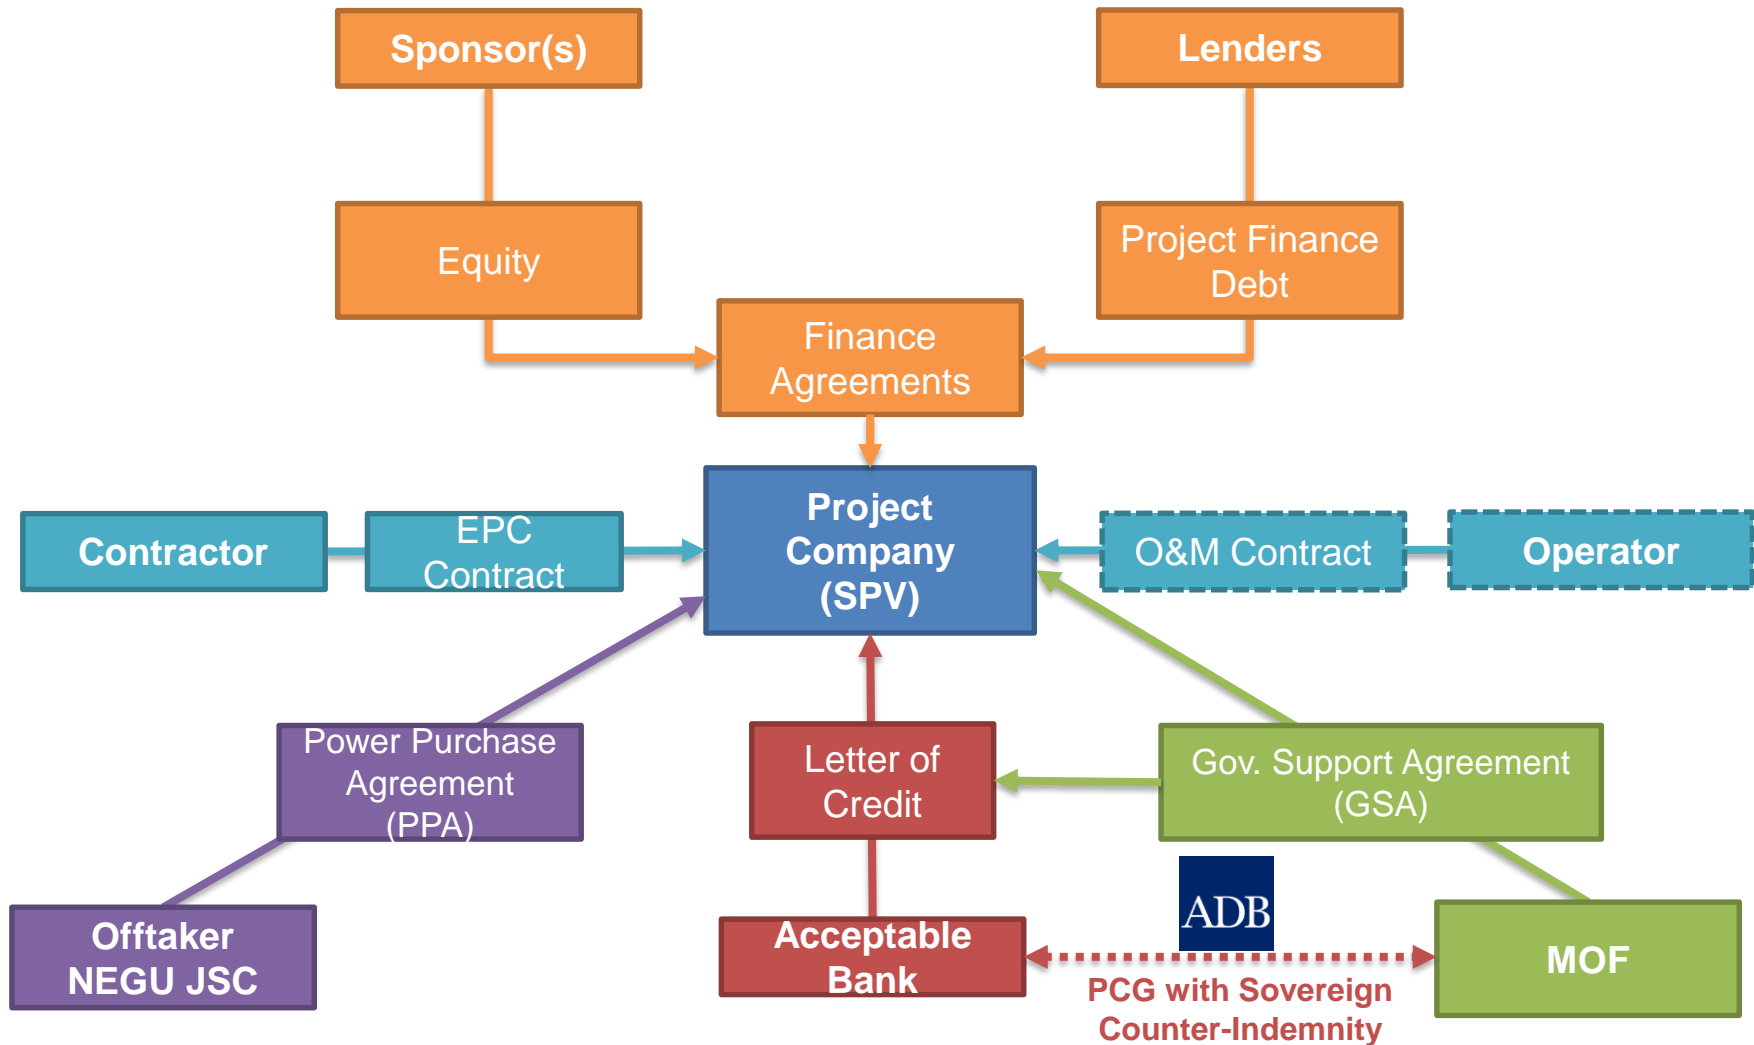 Sponsor(s)
Lenders
Equity
Project Finance
Debt
Finance
Agreements
Project
Company
(SPV)
Contractor
EPC
Contract
O&M Contract
Operator
Power Purchase
Agreement
(PPA)
Letter of
Credit
Gov. Support Agreement
(GSA)
Offtaker
NEGU JSC
Acceptable
Bank
ADB
PCG with Sovereign
Counter-Indemnity
MOF